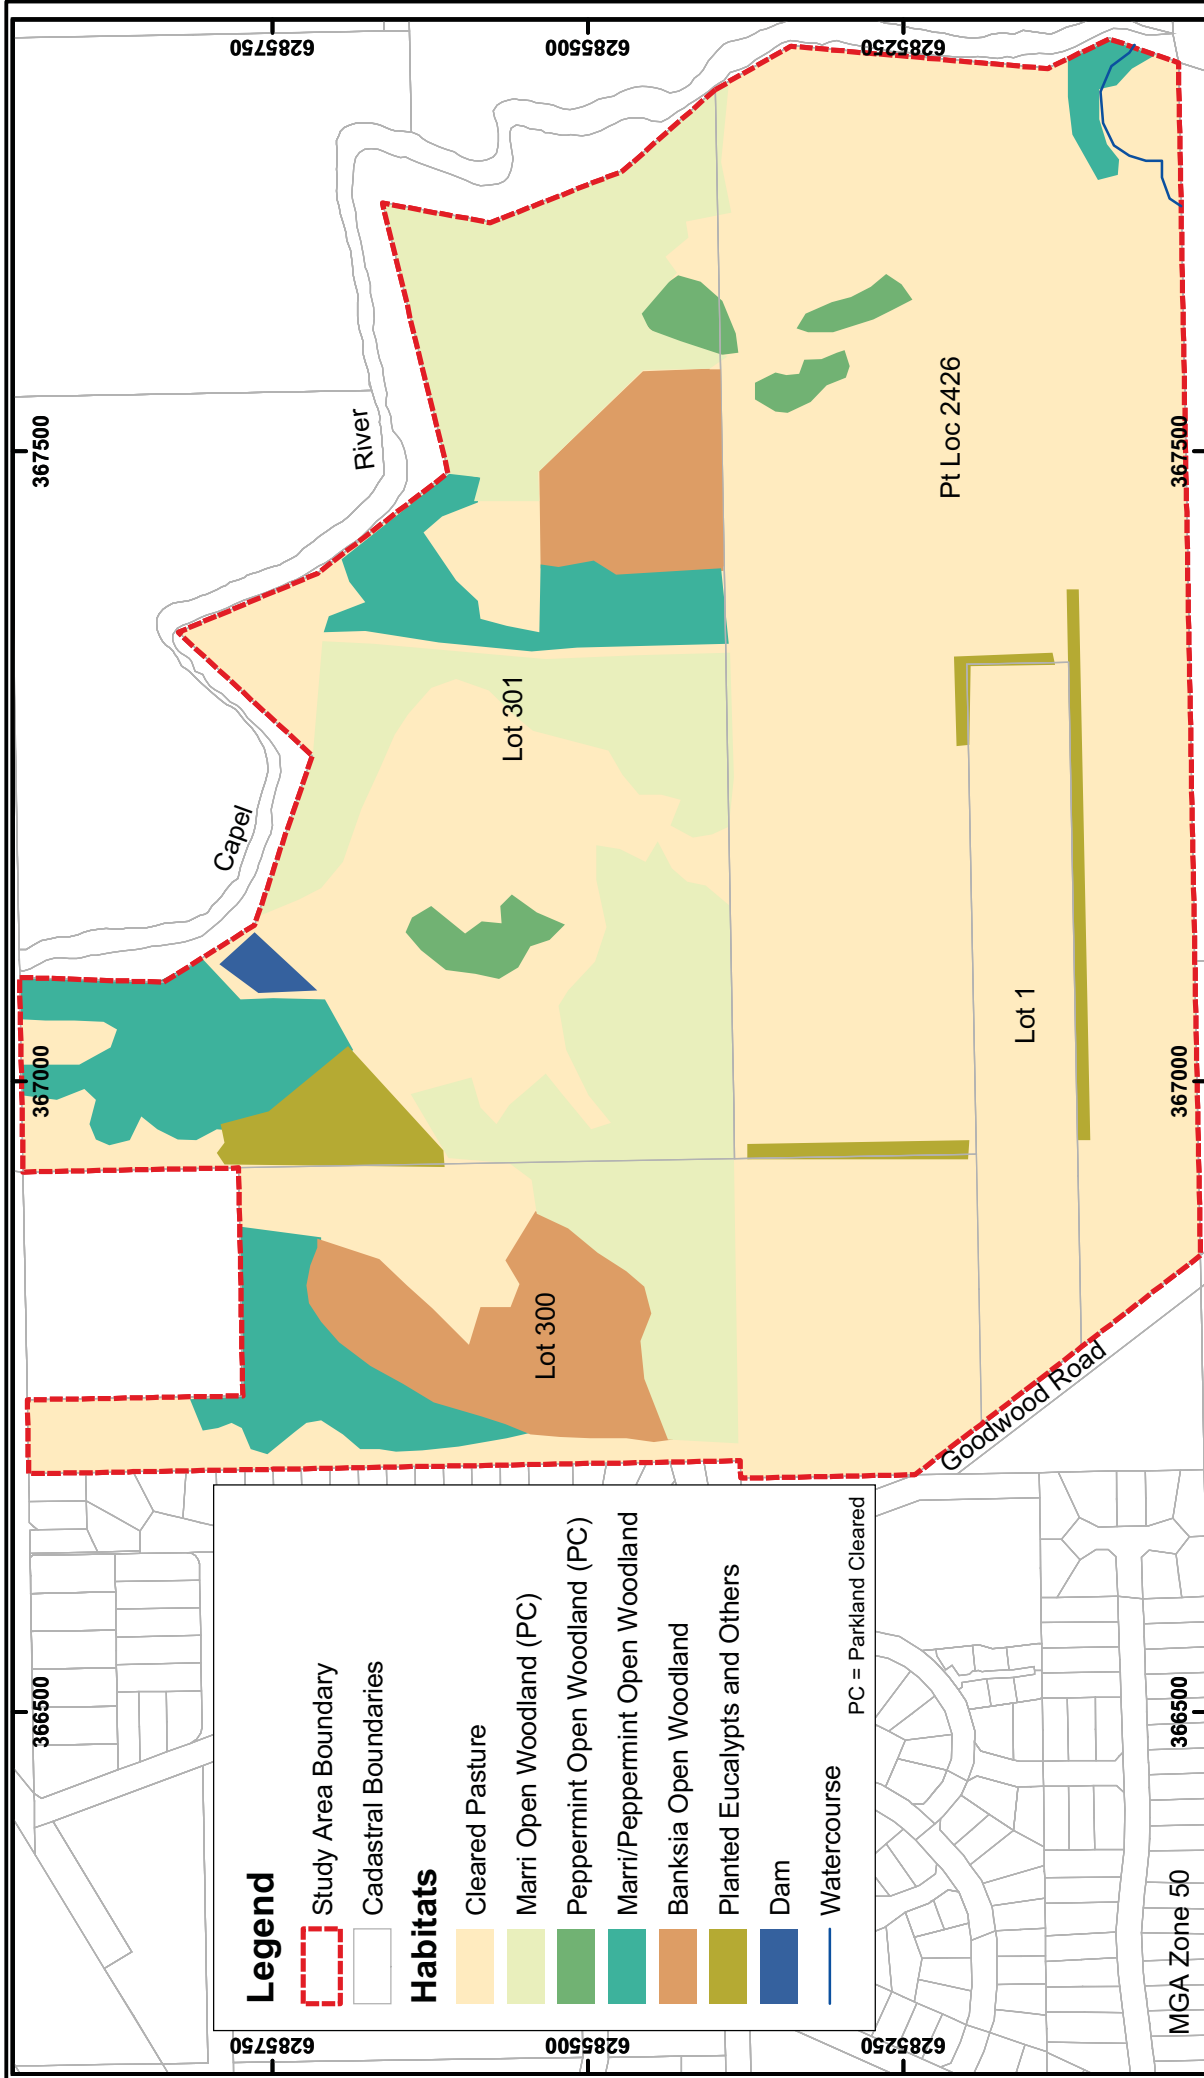 Legend
Study Area Boundary
Cadastral Boundaries
Habitats
Cleared Pasture
Marri Open Woodland (PC)
Peppermint Open Woodland (PC)
Marri/Peppermint Open Woodland
Banksia Open Woodland
Planted Eucalypts and Others
Dam
Watercourse
PC = Parkland Cleared
MGA Zone 50
366500
367000
367500
366500
367000
367500
6285750
6285500
6285250
6285750
6285500
6285250
Capel
River
Lot 301
Lot 300
Lot 1
Pt Loc 2426
Goodwood Road